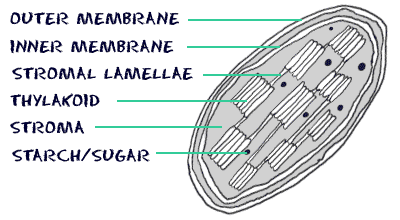 OUTER MEMBRANE
INNER MEMBRANE
STROMAL LAMELLAE
THYLAKOID
STROMA
STARCH/SUGAR